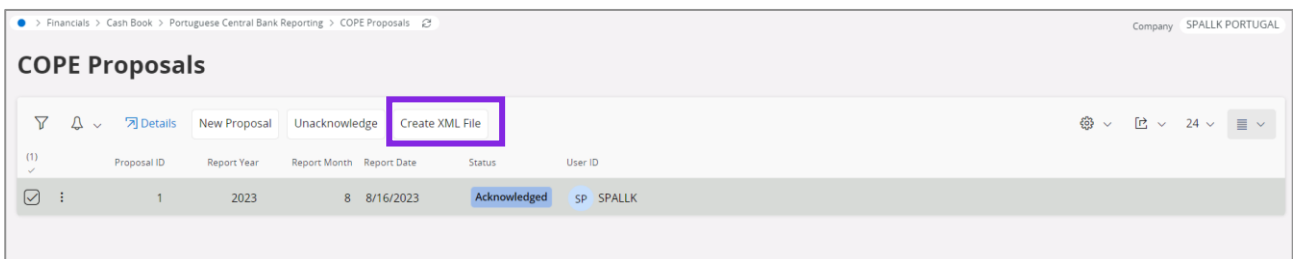 > Financials > Cash Book > Portuguese Central Bank Reporting > COPE Proposals Company SPALLK PORTUGAL
COPE Proposals
Details New Proposal Unacknowledge Create XML File 24
(1) Proposal ID Report Year Report Month Report Date Status User ID
1 2023 8 8/16/2023 Acknowledged SP SPALLK